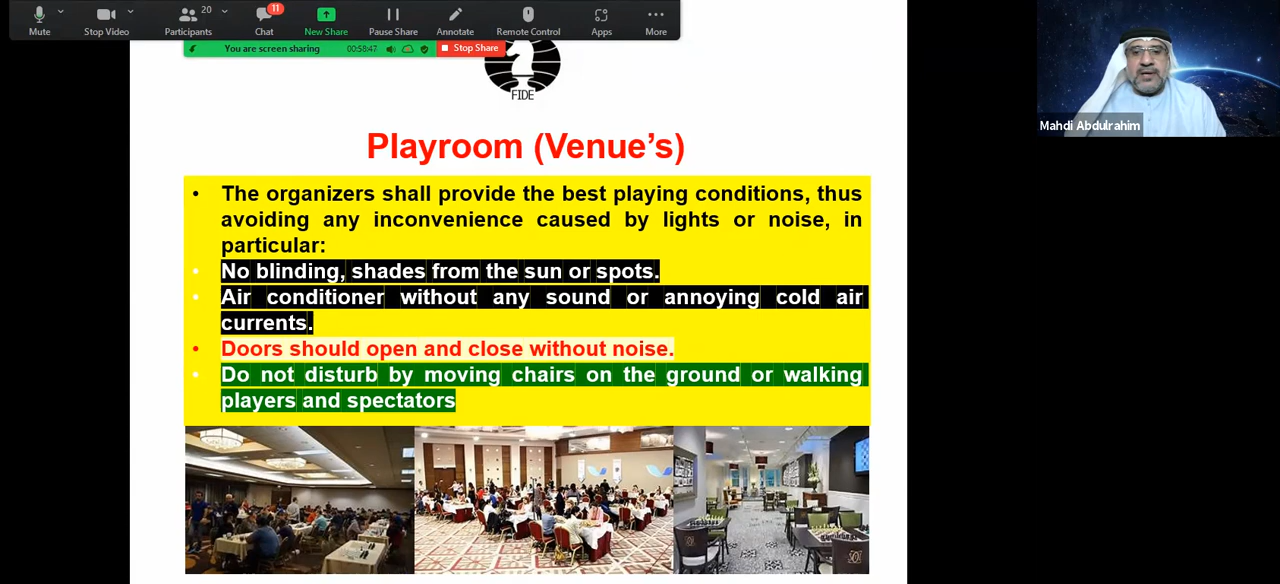 20
11
Mute
Stop Video
Participants
Chat
New Share
Pause Share
Annotate
Remote Control
Apps
More
You are screen sharing
00:58:47
Stop Share
FIDE
Mahdi Abdulrahim
Playroom (Venue's)
• The organizers shall provide the best playing conditions, thus
avoiding any inconvenience caused by lights or noise, in
particular:
• No blinding, shades from the sun or spots.
• Air conditioner without any sound or annoying cold air
currents.
• Doors should open and close without noise.
• Do not disturb by moving chairs on the ground or walking
players and spectators